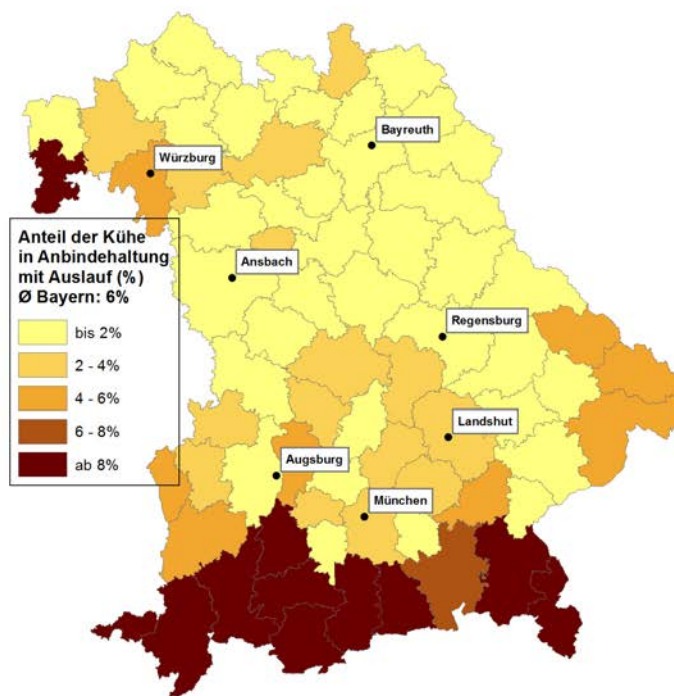 Bayreuth
Würzburg
Anteil der Kühe
in Anbindehaltung
mit Auslauf (%)
Ø Bayern: 6%
bis 2%
2 - 4%
4 - 6%
6 - 8%
ab 8%
Ansbach
Regensburg
Landshut
Augsburg
München